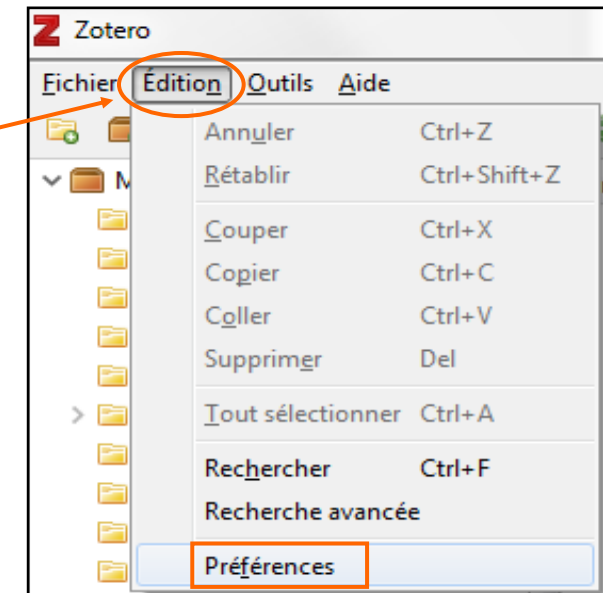 Zotero
Fichier Édition Outils Aide
Annuler Ctrl+Z
Rétablir Ctrl+Shift+Z
Couper Ctrl+X
Copier Ctrl+C
Coller Ctrl+V
Supprimer Del
Tout sélectionner Ctrl+A
Rechercher Ctrl+F
Recherche avancée
Préférences